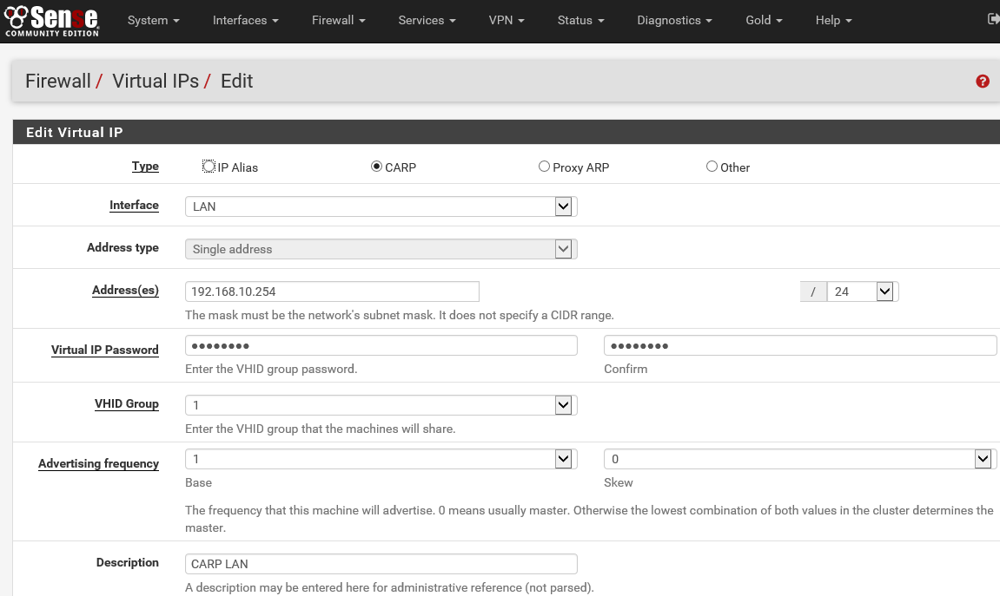 Sense
COMMUNITY EDITION
System Interfaces Firewall Services VPN Status Diagnostics Gold Help
Firewall / Virtual IPs / Edit ?
Edit Virtual IP
Type IP Alias CARP Proxy ARP Other
Interface LAN
Address type Single address
Address(es) 192.168.10.254 / 24
The mask must be the network's subnet mask. It does not specify a CIDR range.
Virtual IP Password ●●●●●●●● ●●●●●●●●
Enter the VHID group password. Confirm
VHID Group 1
Enter the VHID group that the machines will share.
Advertising frequency 1 0
Base Skew
The frequency that this machine will advertise. 0 means usually master. Otherwise the lowest combination of both values in the cluster determines the
master.
Description CARP LAN
A description may be entered here for administrative reference (not parsed).